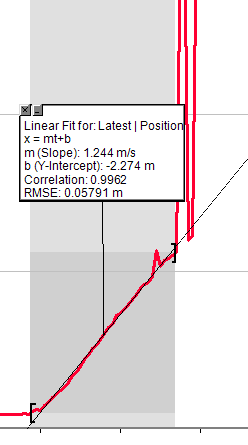 Linear Fit for: Latest | Position
x = mt+b
m (Slope): 1.244 m/s
b (Y-Intercept): -2.274 m
Correlation: 0.9962
RMSE: 0.05791 m